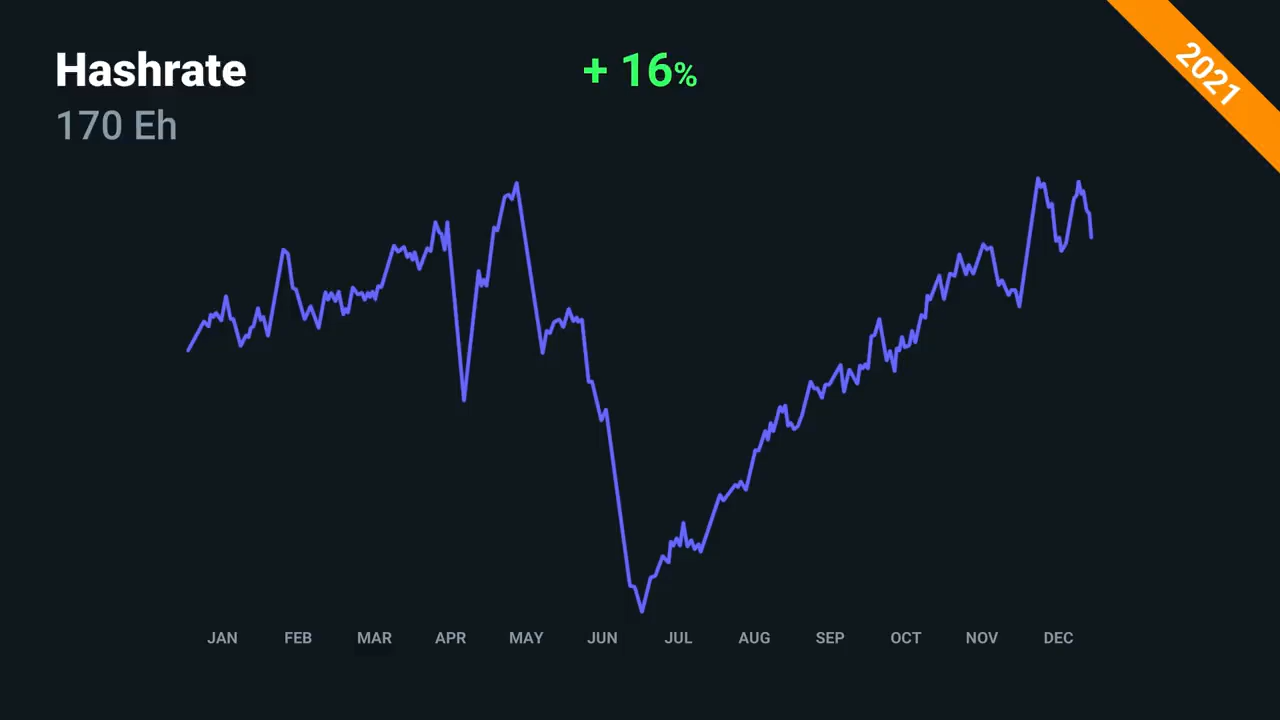 Hashrate
+ 16%
2021
170 Eh
JAN FEB MAR APR MAY JUN JUL AUG SEP OCT NOV DEC